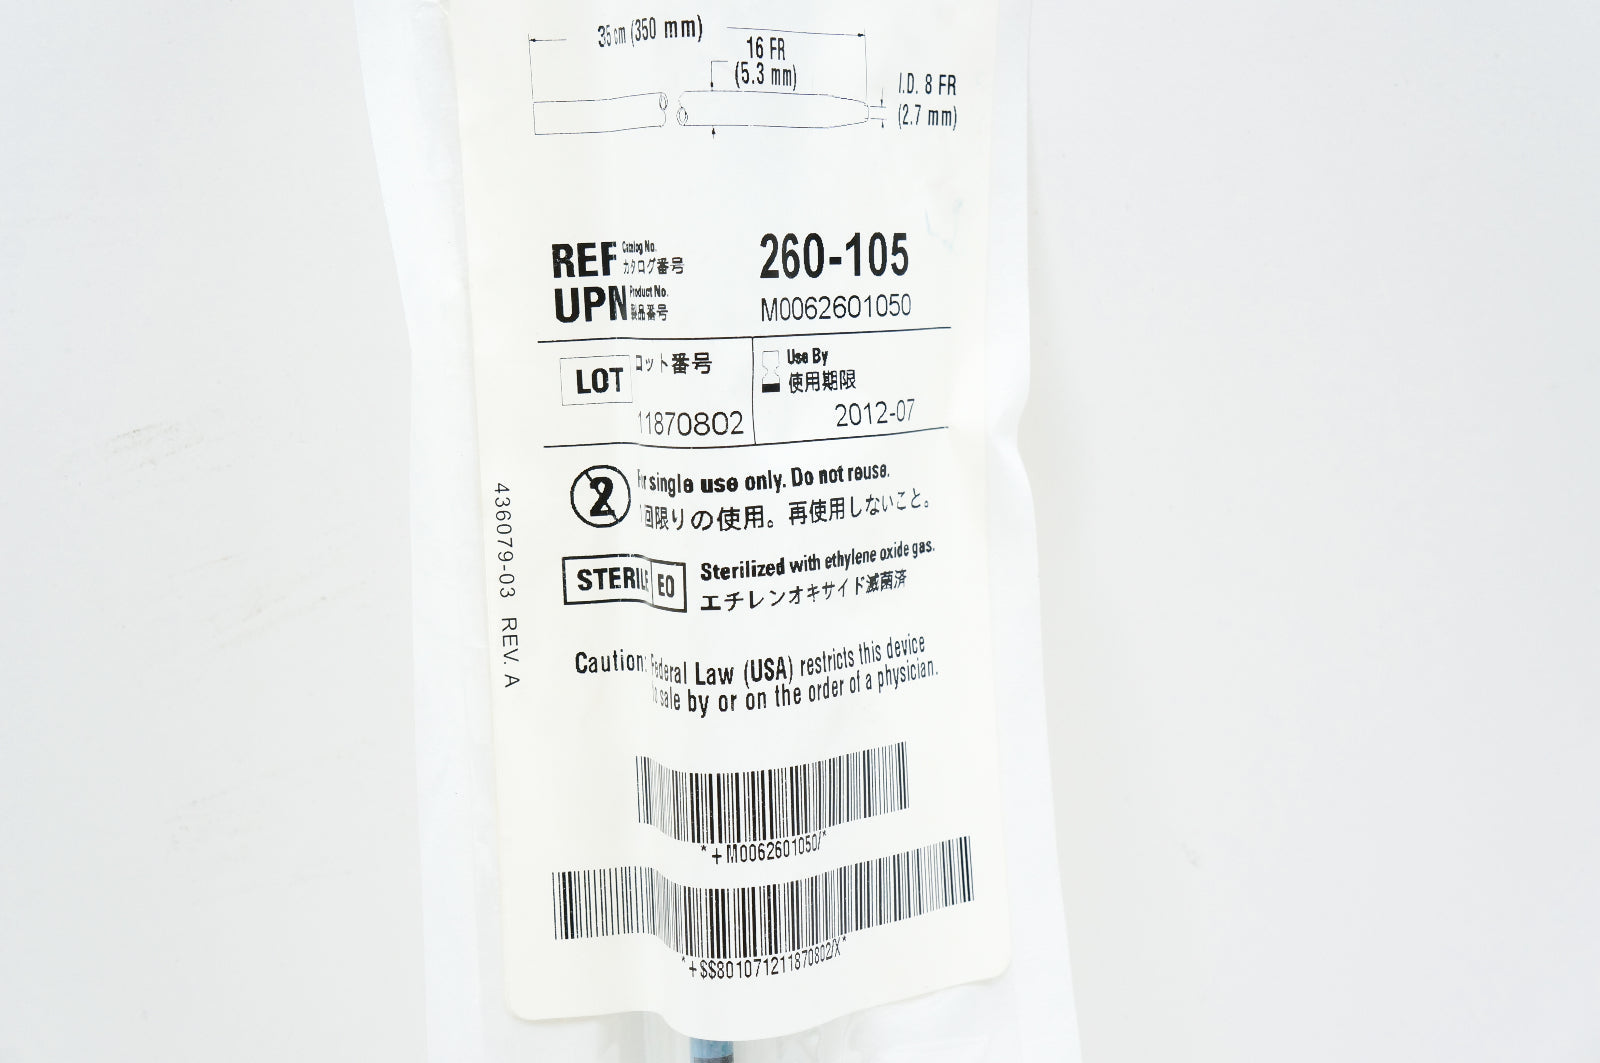 35 cm (350 mm)
16 FR
(5.3 mm)
I.D. 8 FR
(2.7 mm)
REF Catalog No. カタログ番号 260-105
UPN Product No. 製品番号 M0062601050
LOT ロット番号
11870802
Use By
使用期限
2012-07
2 For single use only. Do not reuse.
1回限りの使用。再使用しないこと。
STERILE EO Sterilized with ethylene oxide gas.
エチレンオキサイド滅菌済
Caution: Federal Law (USA) restricts this device
to sale by or on the order of a physician.
*+M0062601050/*
*+$$801071211870802/X*
436079-03 REV. A